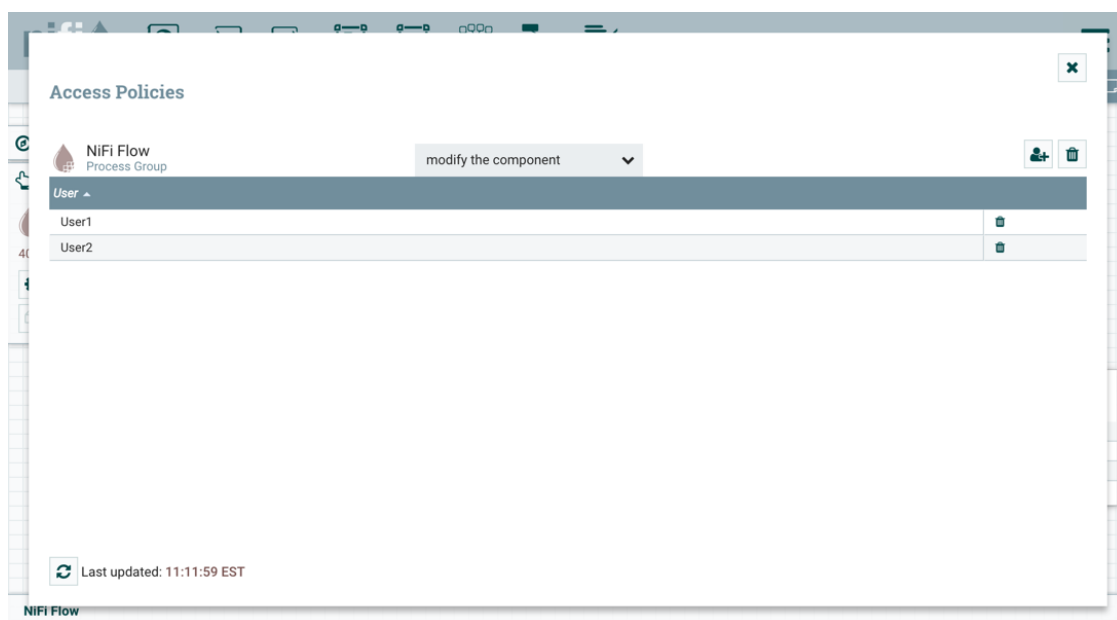 Access Policies
NiFi Flow
Process Group
modify the component
User
User1
User2
40
Last updated: 11:11:59 EST
NiFi Flow